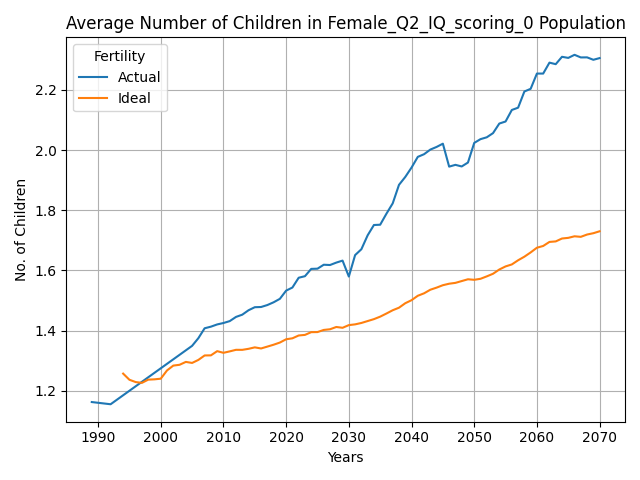 Average Number of Children in Female_Q2_IQ_scoring_0 Population
Fertility
Actual
Ideal
No. of Children
2.2
2.0
1.8
1.6
1.4
1.2
1990 2000 2010 2020 2030 2040 2050 2060 2070
Years